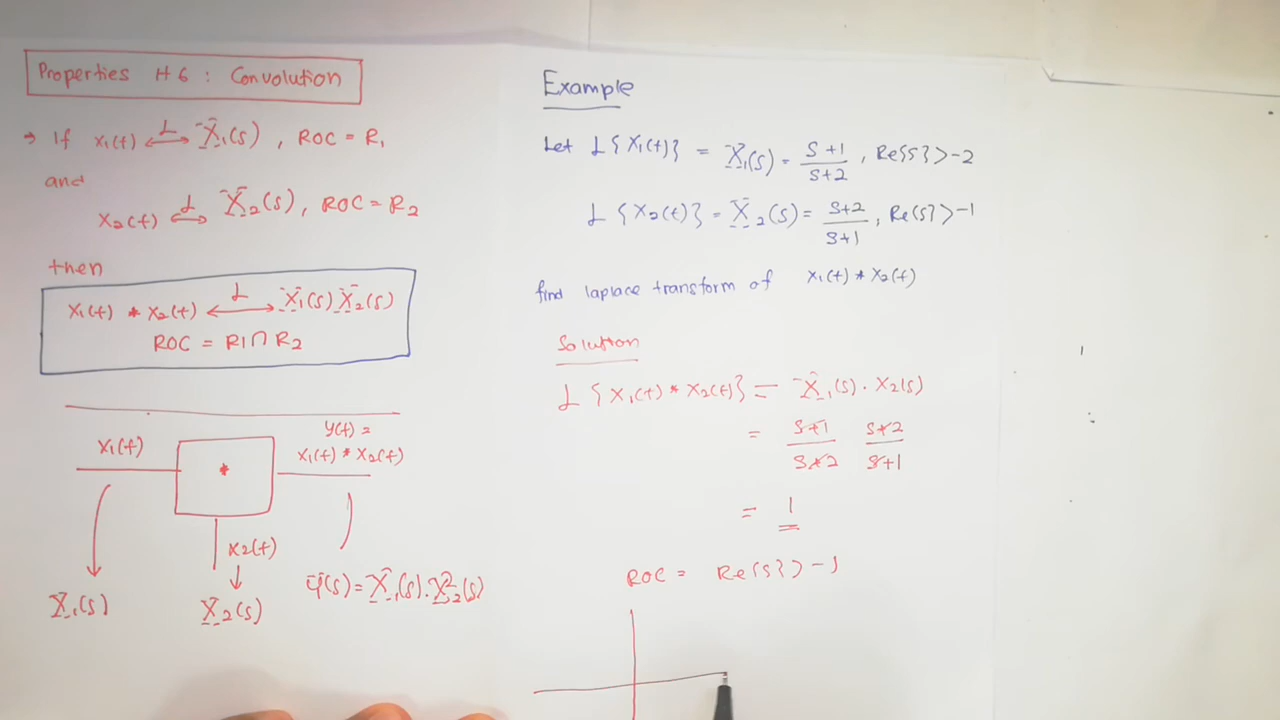 Properties # 6 : Convolution
→ If x₁(t) ⟷ᴸ X₁(s) , ROC = R₁
and
x₂(t) ⟷ᴸ X₂(s), ROC = R₂
then
x₁(t) * x₂(t) ⟷ᴸ X₁(s) X₂(s)
ROC = R1 ∩ R2
x₁(t)
*
y(t) =
x₁(t) * x₂(t)
x₂(t)
X₁(s)
X₂(s)
Y(s) = X₁(s) . X₂(s)
Example
Let L{x₁(t)} = X₁(s) = (s+1)/(s+2) , Re{s} > -2
L{x₂(t)} = X₂(s) = (s+2)/(s+1) , Re{s} > -1
find laplace transform of x₁(t) * x₂(t)
Solution
L{x₁(t) * x₂(t)} = X₁(s) . X₂(s)
= (s+1)/(s+2) (s+2)/(s+1)
= 1
ROC = Re{s} > -1